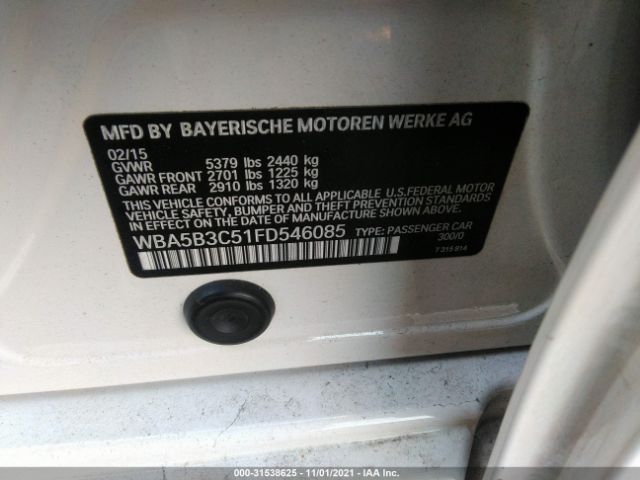 MFD BY BAYERISCHE MOTOREN WERKE AG
02/15
GVWR 5379 lbs 2440 kg
GAWR FRONT 2701 lbs 1225 kg
GAWR REAR 2910 lbs 1320 kg
THIS VEHICLE CONFORMS TO ALL APPLICABLE U.S.FEDERAL MOTOR
VEHICLE SAFETY, BUMPER, AND THEFT PREVENTION STANDARDS IN
EFFECT ON THE DATE OF MANUFACTURE SHOWN ABOVE.
WBA5B3C51FD546085 TYPE: PASSENGER CAR
300/0
7 315 814
000-31538625 - 11/01/2021 - IAA Inc.